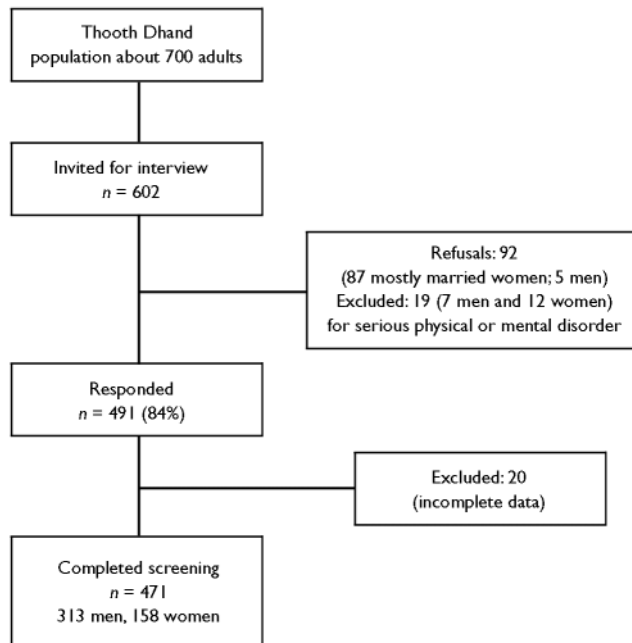 Thooth Dhand
population about 700 adults
Invited for interview
n = 602
Refusals: 92
(87 mostly married women; 5 men)
Excluded: 19 (7 men and 12 women)
for serious physical or mental disorder
Responded
n = 491 (84%)
Excluded: 20
(incomplete data)
Completed screening
n = 471
313 men, 158 women